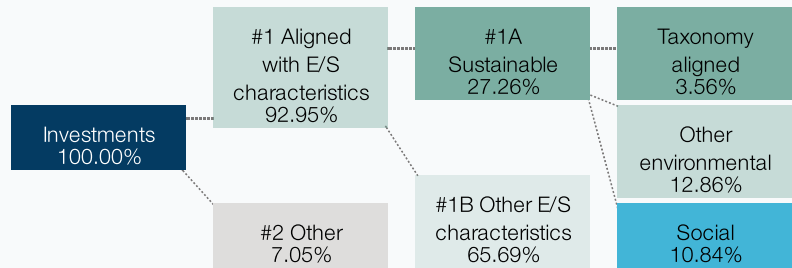 Investments
100.00%
#1 Aligned
with E/S
characteristics
92.95%
#2 Other
7.05%
#1A
Sustainable
27.26%
#1B Other E/S
characteristics
65.69%
Taxonomy
aligned
3.56%
Other
environmental
12.86%
Social
10.84%